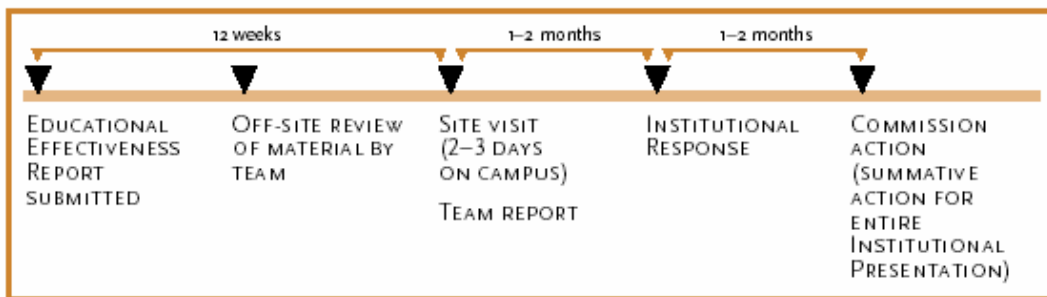 12 weeks
1–2 months
1–2 months
Educational
Effectiveness
Report
submitted
Off-site review
of material by
team
Site visit
(2–3 days
on campus)
Team report
Institutional
Response
Commission
action
(summative
action for
entire
Institutional
Presentation)